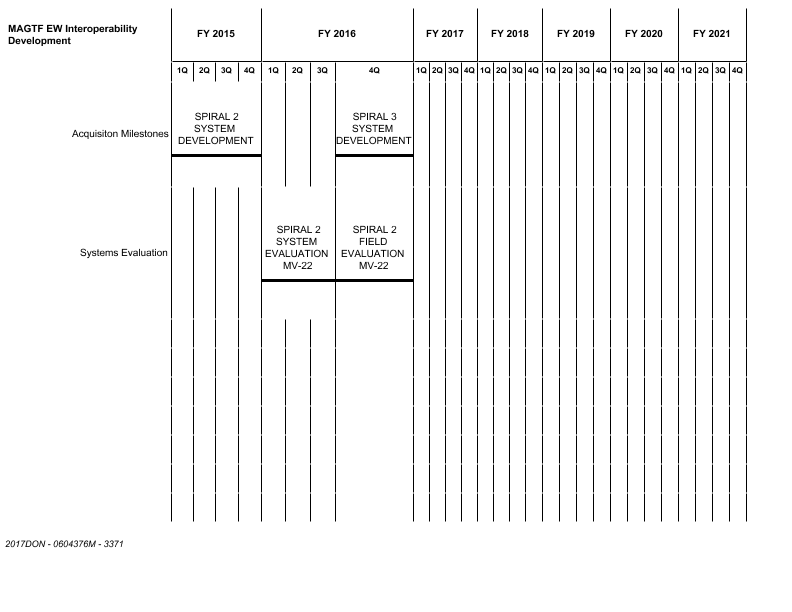 MAGTF EW Interoperability
Development
FY 2015 FY 2016 FY 2017 FY 2018 FY 2019 FY 2020 FY 2021
1Q 2Q 3Q 4Q 1Q 2Q 3Q 4Q 1Q 2Q 3Q 4Q 1Q 2Q 3Q 4Q 1Q 2Q 3Q 4Q 1Q 2Q 3Q 4Q 1Q 2Q 3Q 4Q
Acquisiton Milestones
SPIRAL 2
SYSTEM
DEVELOPMENT
SPIRAL 3
SYSTEM
DEVELOPMENT
Systems Evaluation
SPIRAL 2
SYSTEM
EVALUATION
MV-22
SPIRAL 2
FIELD
EVALUATION
MV-22
2017DON - 0604376M - 3371